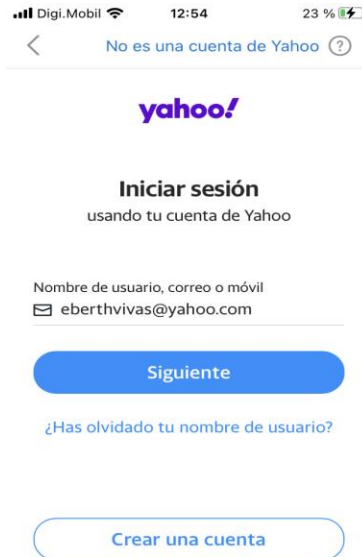 Digi.Mobil 12:54 23 %
No es una cuenta de Yahoo ?
yahoo!
Iniciar sesión
usando tu cuenta de Yahoo
Nombre de usuario, correo o móvil
eberthvivas@yahoo.com
Siguiente
¿Has olvidado tu nombre de usuario?
Crear una cuenta